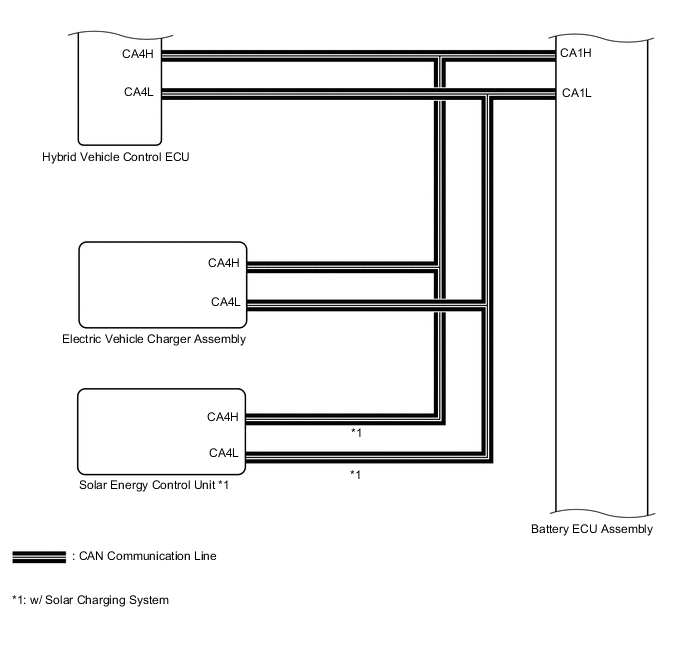 CA4H
CA1H
CA4L
CA1L
Hybrid Vehicle Control ECU
CA4H
CA4L
Electric Vehicle Charger Assembly
CA4H
*1
CA4L
*1
Solar Energy Control Unit *1
Battery ECU Assembly
: CAN Communication Line
*1: w/ Solar Charging System